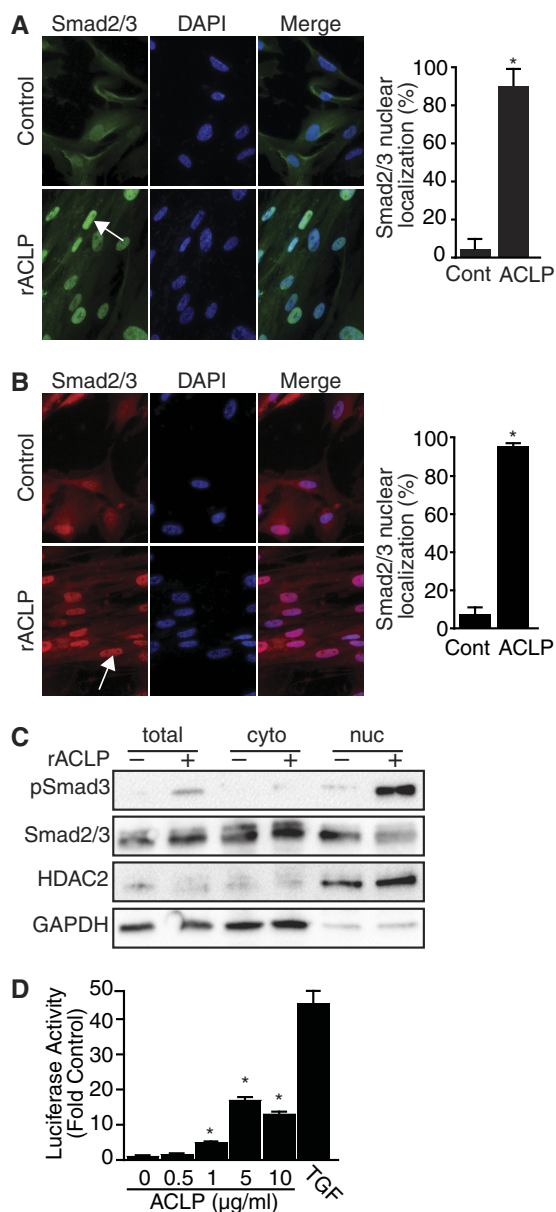 A
Smad2/3 DAPI Merge
Control
rACLP
Smad2/3 nuclear
localization (%)
100
80
60
40
20
0
*
Cont ACLP
B
Smad2/3 DAPI Merge
Control
rACLP
Smad2/3 nuclear
localization (%)
100
80
60
40
20
0
*
Cont ACLP
C
total cyto nuc
rACLP − + − + − +
pSmad3
Smad2/3
HDAC2
GAPDH
D
Luciferase Activity
(Fold Control)
50
40
30
20
10
0
* * *
0 0.5 1 5 10 TGF
ACLP (µg/ml)